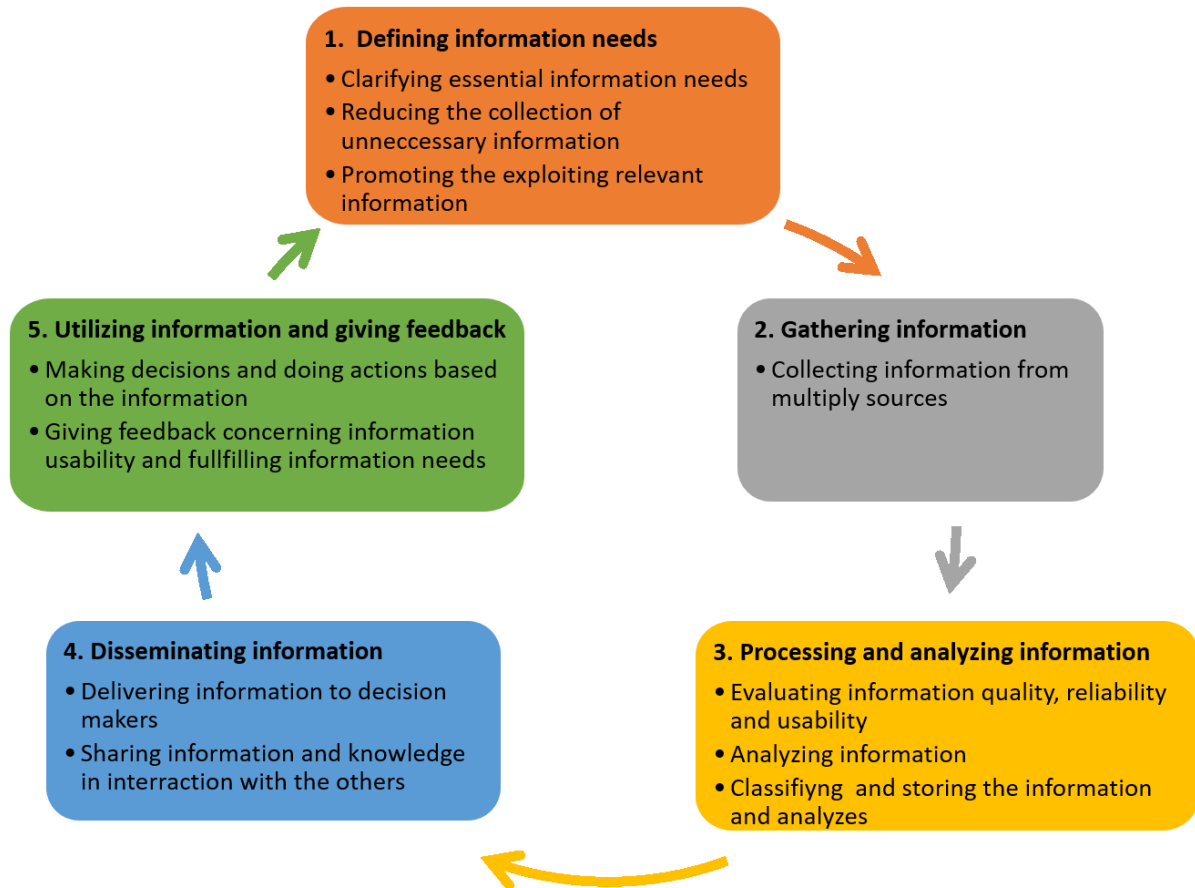 1.  Defining information needs
• Clarifying essential information needs
• Reducing the collection of
unneccessary information
• Promoting the exploiting relevant
information
2. Gathering information
• Collecting information from
multiply sources
3. Processing and analyzing information
• Evaluating information quality, reliability
and usability
• Analyzing information
• Classifiyng  and storing the information
and analyzes
4. Disseminating information
• Delivering information to decision
makers
• Sharing information and knowledge
in interraction with the others
5. Utilizing information and giving feedback
• Making decisions and doing actions based
on the information
• Giving feedback concerning information
usability and fullfilling information needs